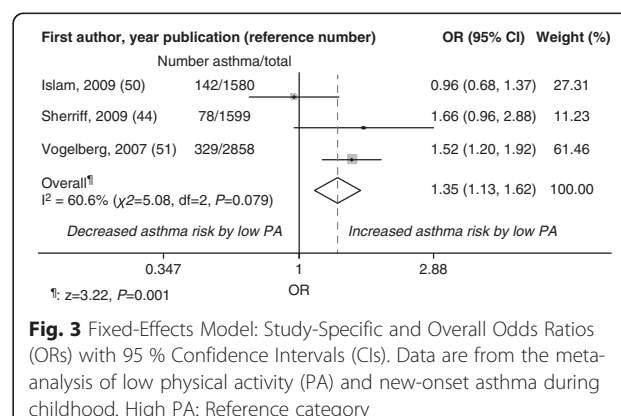 First author, year publication (reference number) OR (95% CI) Weight (%)
Number asthma/total
Islam, 2009 (50) 142/1580 0.96 (0.68, 1.37) 27.31
Sherriff, 2009 (44) 78/1599 1.66 (0.96, 2.88) 11.23
Vogelberg, 2007 (51) 329/2858 1.52 (1.20, 1.92) 61.46
Overall¶ 1.35 (1.13, 1.62) 100.00
I² = 60.6% (χ2=5.08, df=2, P=0.079)
Decreased asthma risk by low PA Increased asthma risk by low PA
0.347 1 2.88
¶: z=3.22, P=0.001 OR
Fig. 3 Fixed-Effects Model: Study-Specific and Overall Odds Ratios
(ORs) with 95 % Confidence Intervals (CIs). Data are from the meta-
analysis of low physical activity (PA) and new-onset asthma during
childhood. High PA: Reference category